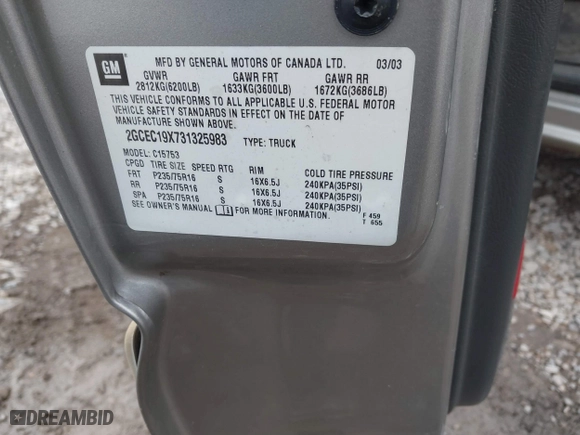 GM
MFD BY GENERAL MOTORS OF CANADA LTD. 03/03
GVWR GAWR FRT GAWR RR
2812KG(6200LB) 1633KG(3600LB) 1672KG(3686LB)
THIS VEHICLE CONFORMS TO ALL APPLICABLE U.S. FEDERAL MOTOR
VEHICLE SAFETY STANDARDS IN EFFECT ON THE DATE OF
MANUFACTURE SHOWN ABOVE.
2GCEC19X731325983 TYPE: TRUCK
MODEL: C15753
CPGD TIRE SIZE SPEED RTG RIM COLD TIRE PRESSURE
FRT P235/75R16 S 16X6.5J 240KPA(35PSI)
RR P235/75R16 S 16X6.5J 240KPA(35PSI)
SPA P235/75R16 S 16X6.5J 240KPA(35PSI)
SEE OWNER'S MANUAL FOR MORE INFORMATION. F 459
T 655
DREAMBID